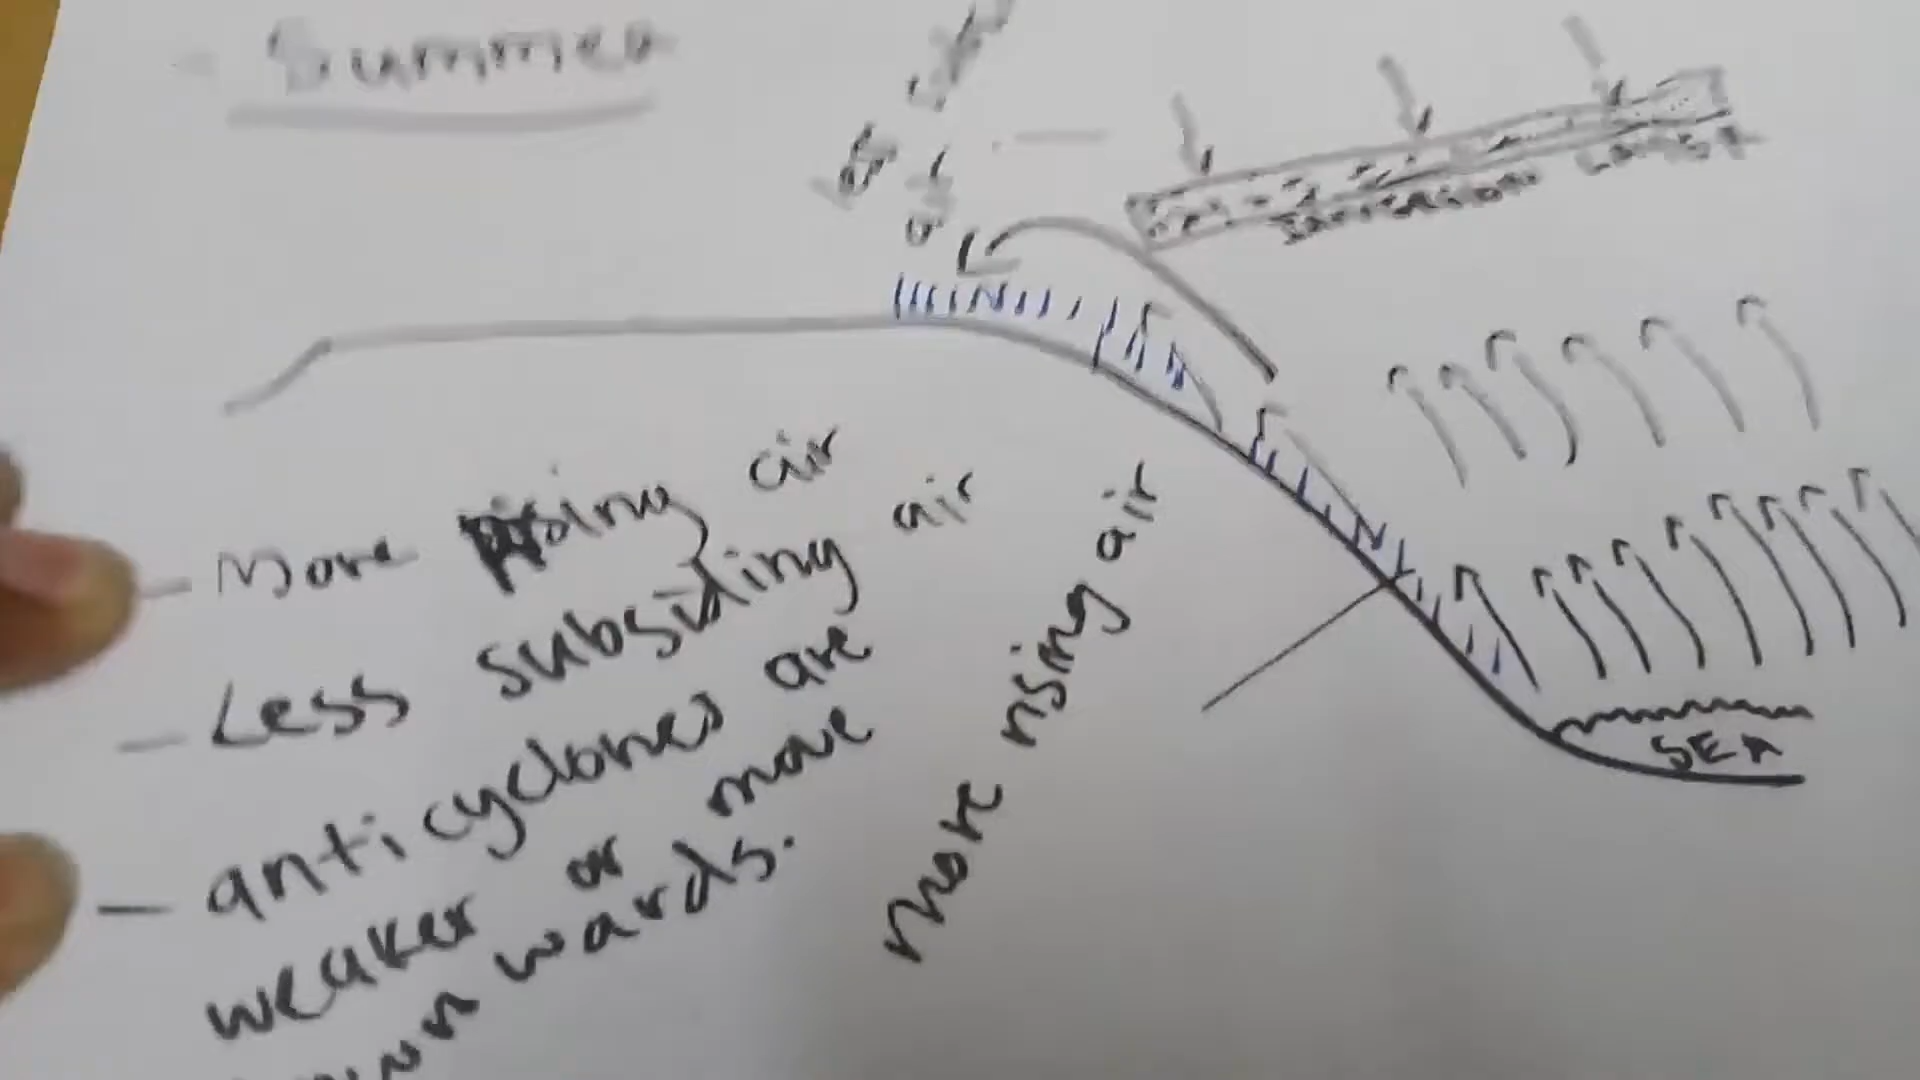 Summer
Inversion Layer
- More rising air
- Less subsiding air
- anticyclones are
weaker or move
wards.
more rising air
SEA